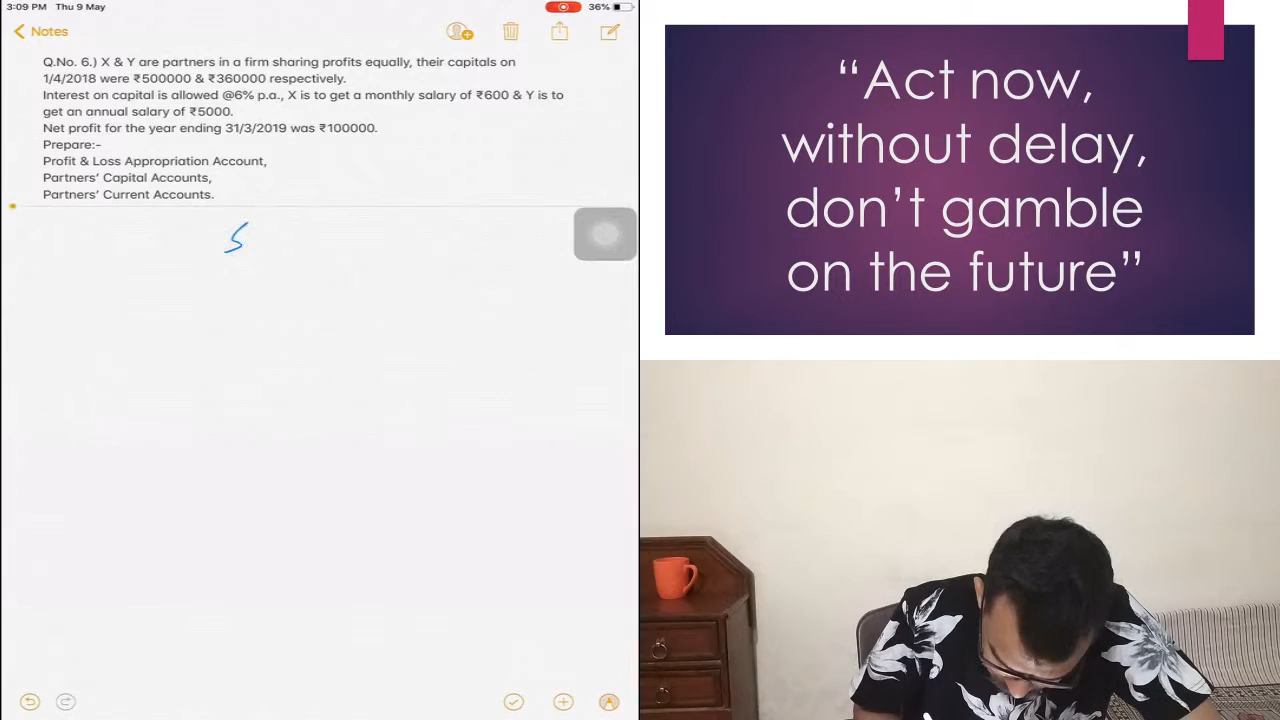 3:09 PM Thu 9 May
36%
Notes
Q.No. 6.) X & Y are partners in a firm sharing profits equally, their capitals on
1/4/2018 were ₹500000 & ₹360000 respectively.
Interest on capital is allowed @6% p.a., X is to get a monthly salary of ₹600 & Y is to
get an annual salary of ₹5000.
Net profit for the year ending 31/3/2019 was ₹100000.
Prepare:-
Profit & Loss Appropriation Account,
Partners’ Capital Accounts,
Partners’ Current Accounts.
S
“Act now,
without delay,
don’t gamble
on the future”